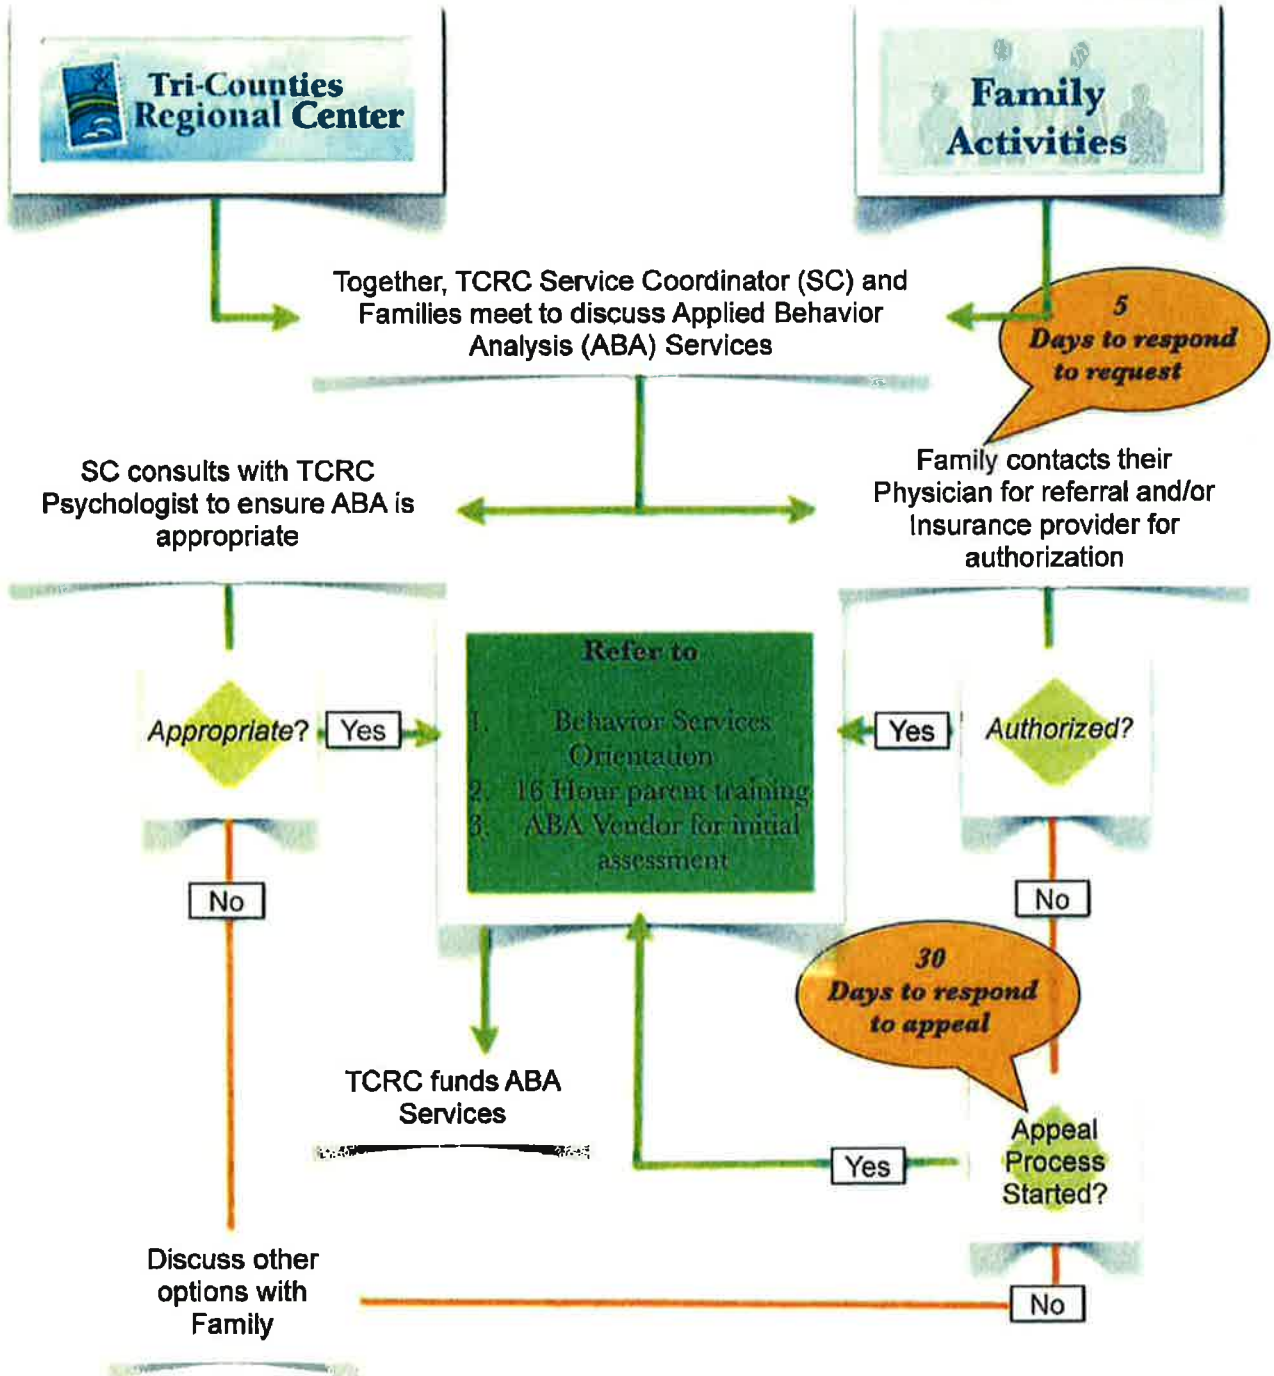 Tri-Counties
Regional Center
Family
Activities
Together, TCRC Service Coordinator (SC) and
Families meet to discuss Applied Behavior
Analysis (ABA) Services
5
Days to respond
to request
SC consults with TCRC
Psychologist to ensure ABA is
appropriate
Family contacts their
Physician for referral and/or
Insurance provider for
authorization
Refer to
1. Behavior Services
Orientation
2. 16 Hour parent training
3. ABA Vendor for initial
assessment
Appropriate?
Yes
Yes
Authorized?
No
No
30
Days to respond
to appeal
TCRC funds ABA
Services
Appeal
Process
Started?
Yes
Discuss other
options with
Family
No